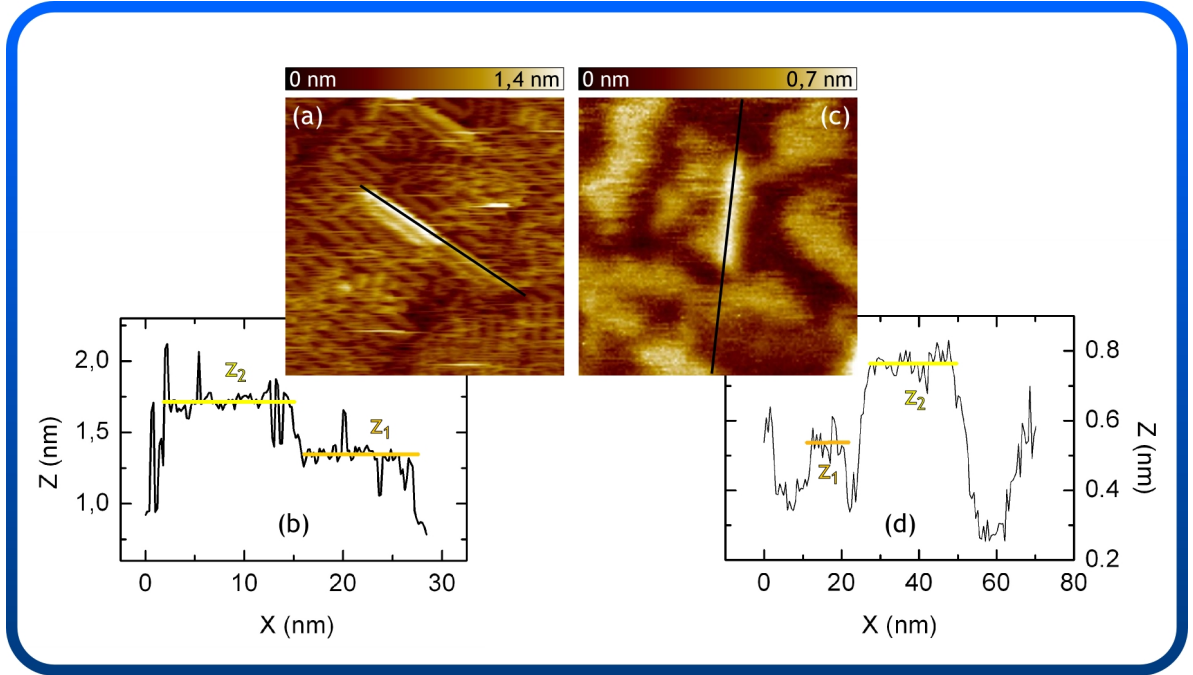 0 nm 1,4 nm
0 nm 0,7 nm
(a)
(c)
2,0
1,5
1,0
Z (nm)
z2
z1
(b)
0 10 20 30
X (nm)
0.8
0.6
0.4
0.2
Z (nm)
z2
z1
(d)
0 20 40 60 80
X (nm)